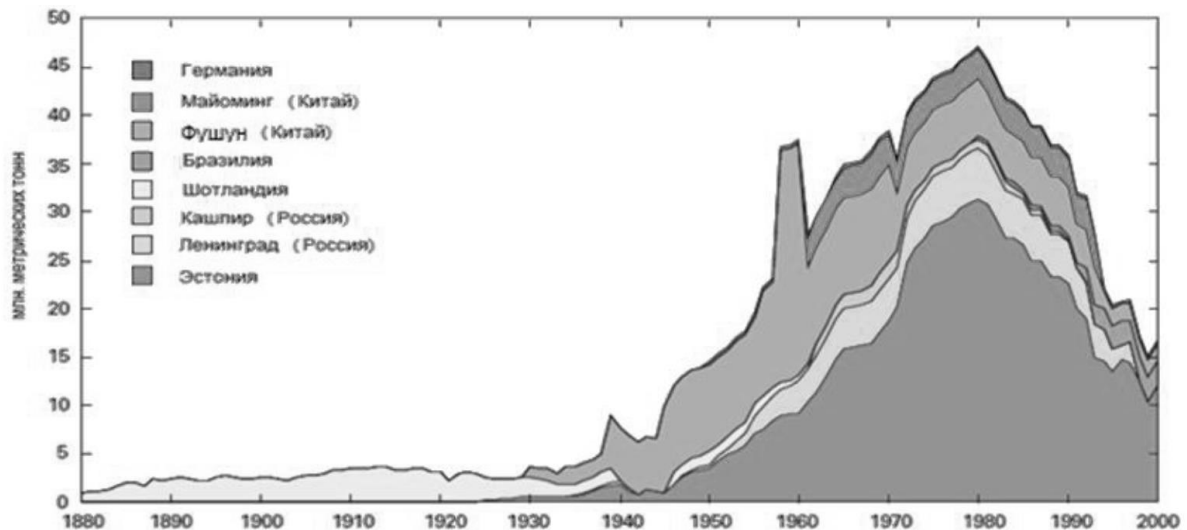 50
45
40
35
30
25
20
15
10
5
0
млн. метрических тонн
Германия
Майоминг (Китай)
Фушун (Китай)
Бразилия
Шотландия
Кашпир (Россия)
Ленинград (Россия)
Эстония
1880 1890 1900 1910 1920 1930 1940 1950 1960 1970 1980 1990 2000